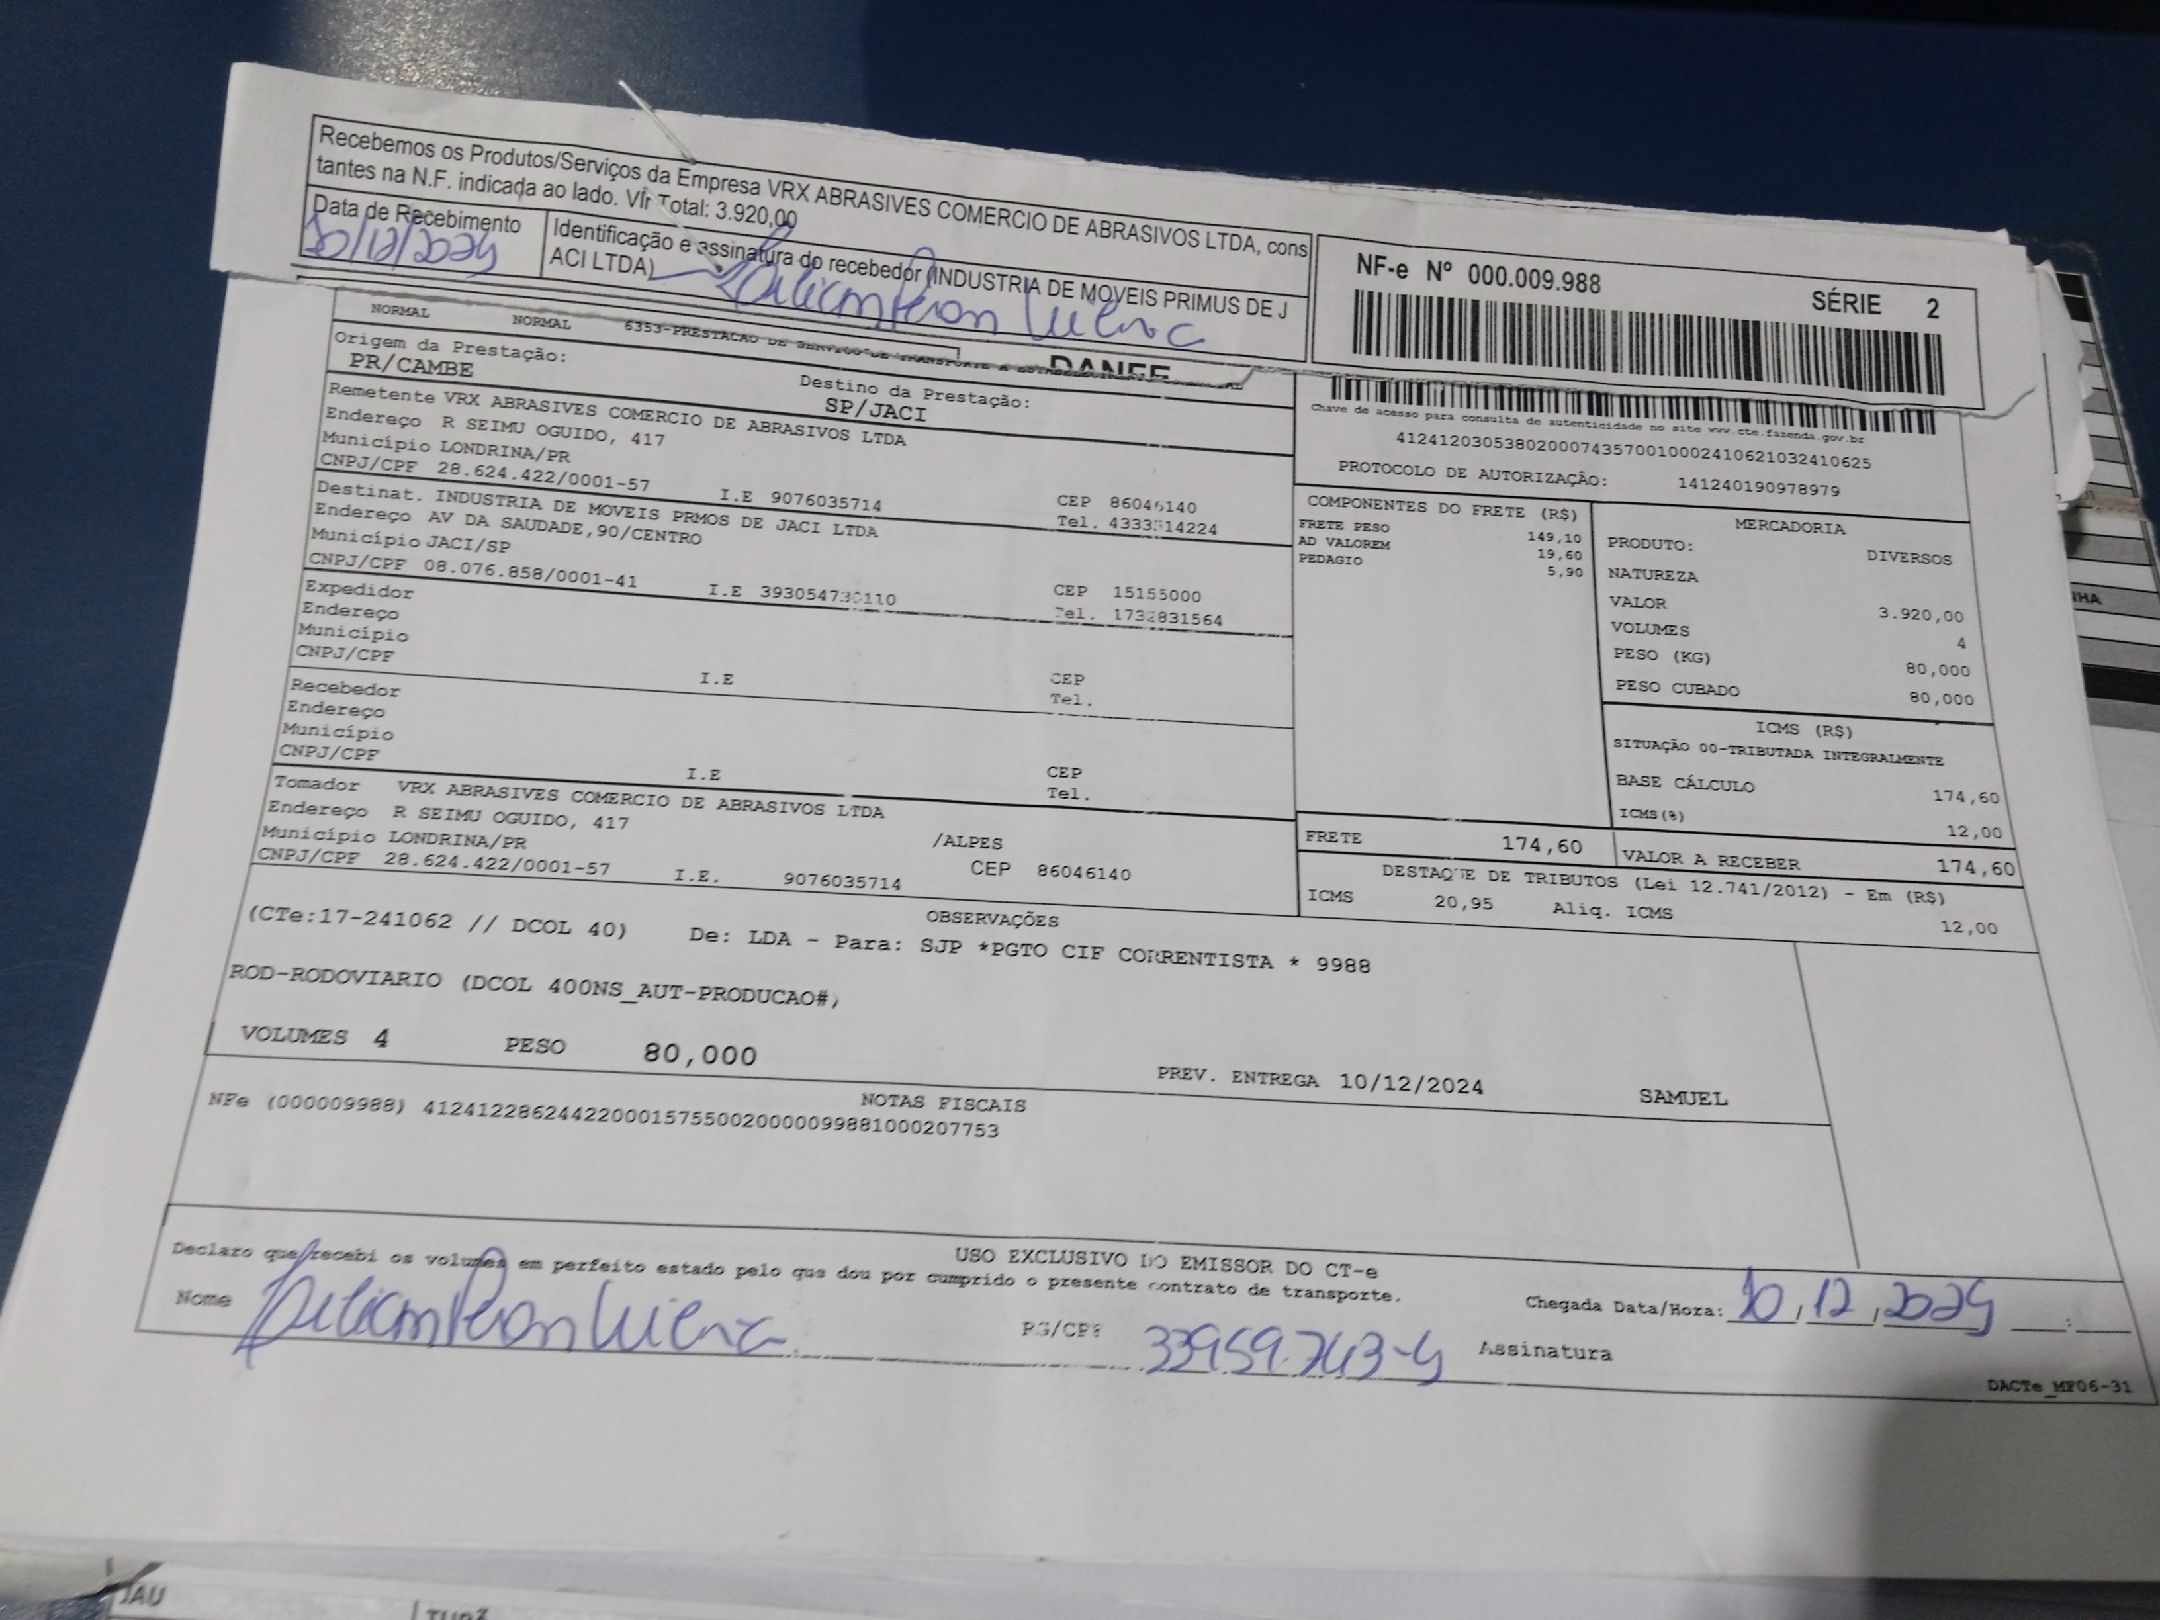 Recebemos os Produtos/Serviços da Empresa VRX ABRASIVES COMERCIO DE ABRASIVOS LTDA, cons
tantes na N.F. indicada ao lado. Vlr Total: 3.920,00
Data de Recebimento
10/12/2024
Identificação e assinatura do recebedor (INDUSTRIA DE MOVEIS PRIMUS DE J
ACI LTDA)
NF-e Nº 000.009.988
SÉRIE 2
NORMAL NORMAL 6353-PRESTACAO DE SERVICO DE TRANSPORTE A
DANFE
Origem da Prestação:
PR/CAMBE
Destino da Prestação:
SP/JACI
Remetente VRX ABRASIVES COMERCIO DE ABRASIVOS LTDA
Endereço R SEIMU OGUIDO, 417
Município LONDRINA/PR
CNPJ/CPF 28.624.422/0001-57 I.E 9076035714
CEP 86046140
Tel. 4333514224
Destinat. INDUSTRIA DE MOVEIS PRMOS DE JACI LTDA
Endereço AV DA SAUDADE,90/CENTRO
Município JACI/SP
CNPJ/CPF 08.076.858/0001-41 I.E 393054730110
CEP 15155000
Tel. 1732831564
Expedidor
Endereço
Município
CNPJ/CPF I.E
CEP
Tel.
Recebedor
Endereço
Município
CNPJ/CPF I.E
CEP
Tel.
Tomador VRX ABRASIVES COMERCIO DE ABRASIVOS LTDA
Endereço R SEIMU OGUIDO, 417
Município LONDRINA/PR /ALPES
CNPJ/CPF 28.624.422/0001-57 I.E. 9076035714 CEP 86046140
Chave de acesso para consulta de autenticidade no site www.cte.fazenda.gov.br
41241203053802000743570010002410621032410625
PROTOCOLO DE AUTORIZAÇÃO: 141240190978979
COMPONENTES DO FRETE (R$)
FRETE PESO 149,10
AD VALOREM 19,60
PEDAGIO 5,90
MERCADORIA
PRODUTO: DIVERSOS
NATUREZA
VALOR 3.920,00
VOLUMES 4
PESO (KG) 80,000
PESO CUBADO 80,000
ICMS (R$)
SITUAÇÃO 00-TRIBUTADA INTEGRALMENTE
BASE CÁLCULO 174,60
ICMS(%) 12,00
FRETE 174,60
VALOR A RECEBER 174,60
DESTAQUE DE TRIBUTOS (Lei 12.741/2012) - Em (R$)
ICMS 20,95 Aliq. ICMS 12,00
OBSERVAÇÕES
(CTe:17-241062 // DCOL 40) De: LDA - Para: SJP *PGTO CIF CORRENTISTA * 9988
ROD-RODOVIARIO (DCOL 400NS_AUT-PRODUCAO#)
VOLUMES 4 PESO 80,000
PREV. ENTREGA 10/12/2024 SAMUEL
NOTAS FISCAIS
NFe (000009988) 41241228624422000157550020000099881000207753
USO EXCLUSIVO DO EMISSOR DO CT-e
Declaro que recebi os volumes em perfeito estado pelo que dou por cumprido o presente contrato de transporte.
Nome
RG/CPF 33959.743-4
Chegada Data/Hora: 10/12/2024 :
Assinatura
DACTe_MF06-31
JAU